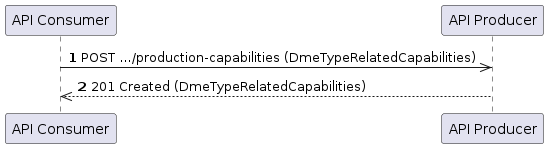 API Consumer API Producer
1 POST .../production-capabilities (DmeTypeRelatedCapabilities)
2 201 Created (DmeTypeRelatedCapabilities)
API Consumer API Producer